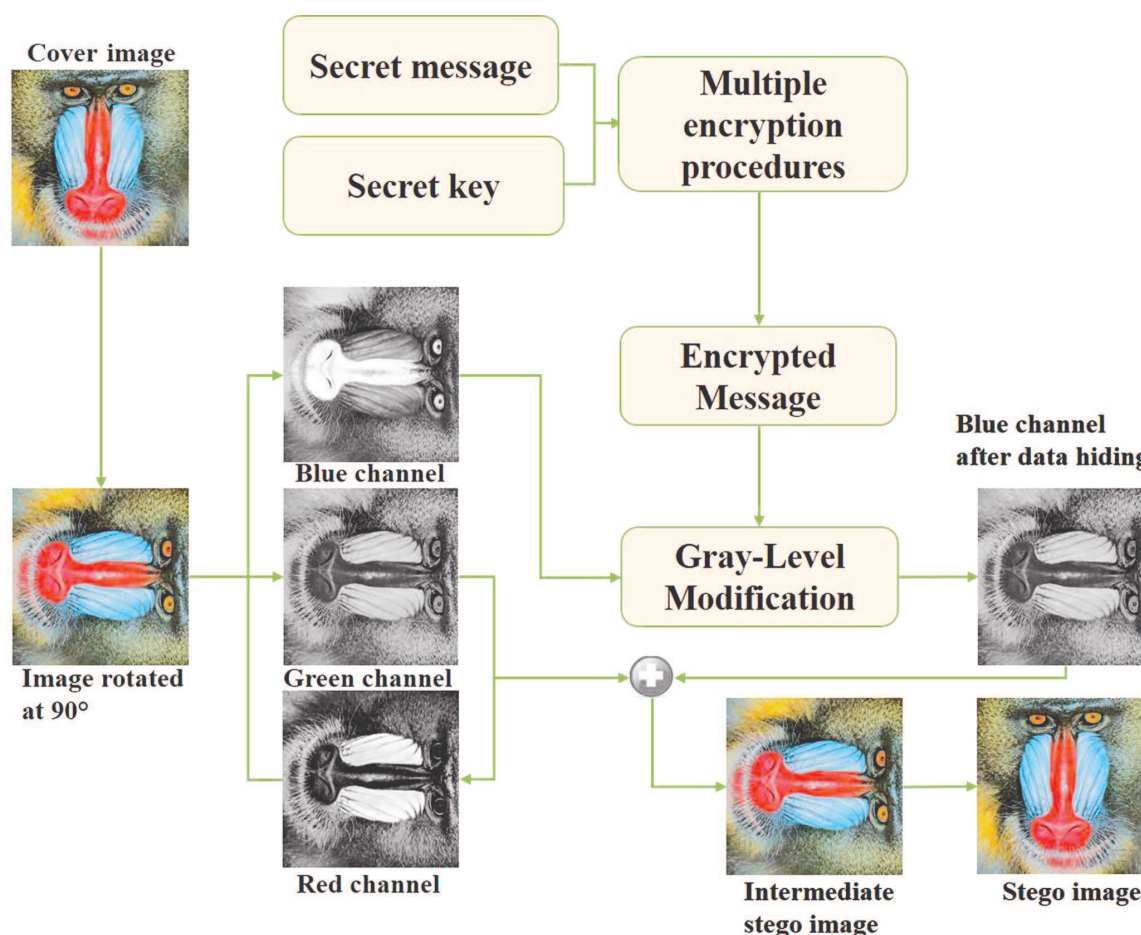 Cover image
Secret message
Secret key
Multiple
encryption
procedures
Encrypted
Message
Blue channel
Blue channel
after data hiding
Gray-Level
Modification
Image rotated
at 90°
Green channel
Red channel
Intermediate
stego image
Stego image